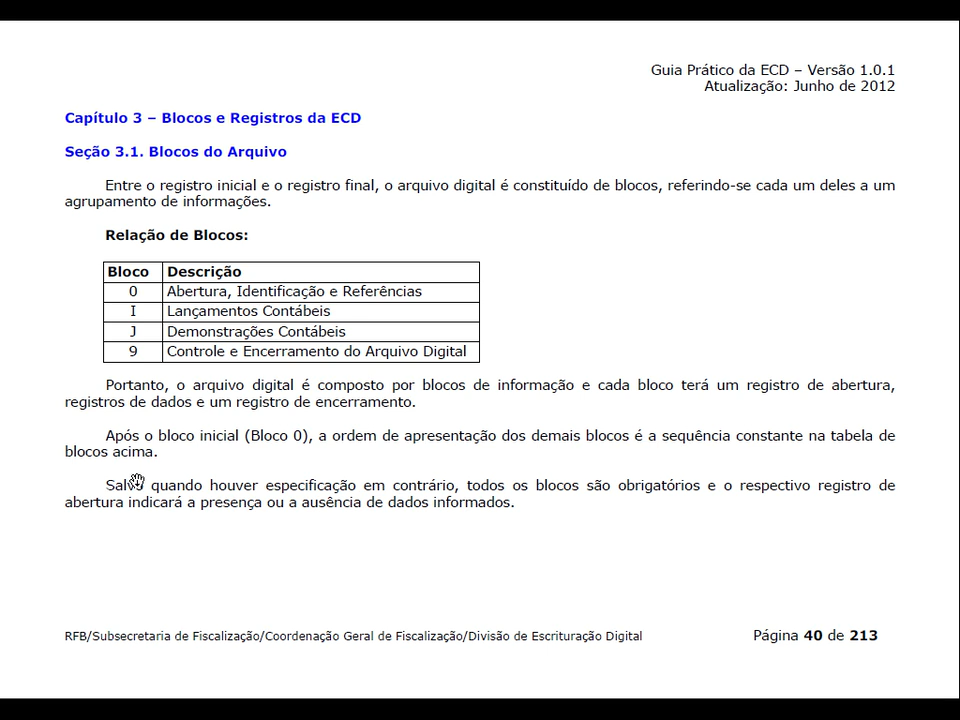 Guia Prático da ECD – Versão 1.0.1
Atualização: Junho de 2012
Capítulo 3 – Blocos e Registros da ECD
Seção 3.1. Blocos do Arquivo
Entre o registro inicial e o registro final, o arquivo digital é constituído de blocos, referindo-se cada um deles a um
agrupamento de informações.
Relação de Blocos:
Bloco Descrição
0 Abertura, Identificação e Referências
I Lançamentos Contábeis
J Demonstrações Contábeis
9 Controle e Encerramento do Arquivo Digital
Portanto, o arquivo digital é composto por blocos de informação e cada bloco terá um registro de abertura,
registros de dados e um registro de encerramento.
Após o bloco inicial (Bloco 0), a ordem de apresentação dos demais blocos é a sequência constante na tabela de
blocos acima.
Salvo quando houver especificação em contrário, todos os blocos são obrigatórios e o respectivo registro de
abertura indicará a presença ou a ausência de dados informados.
RFB/Subsecretaria de Fiscalização/Coordenação Geral de Fiscalização/Divisão de Escrituração Digital
Página 40 de 213